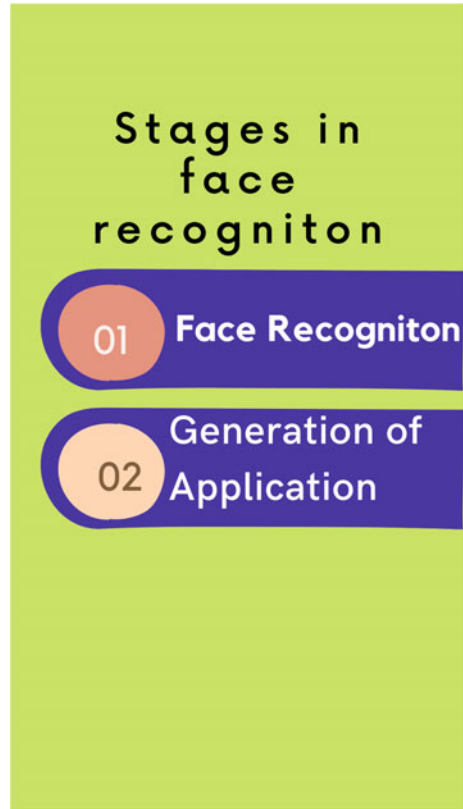 Stages in
face
recogniton
01
Face Recogniton
02
Generation of
Application